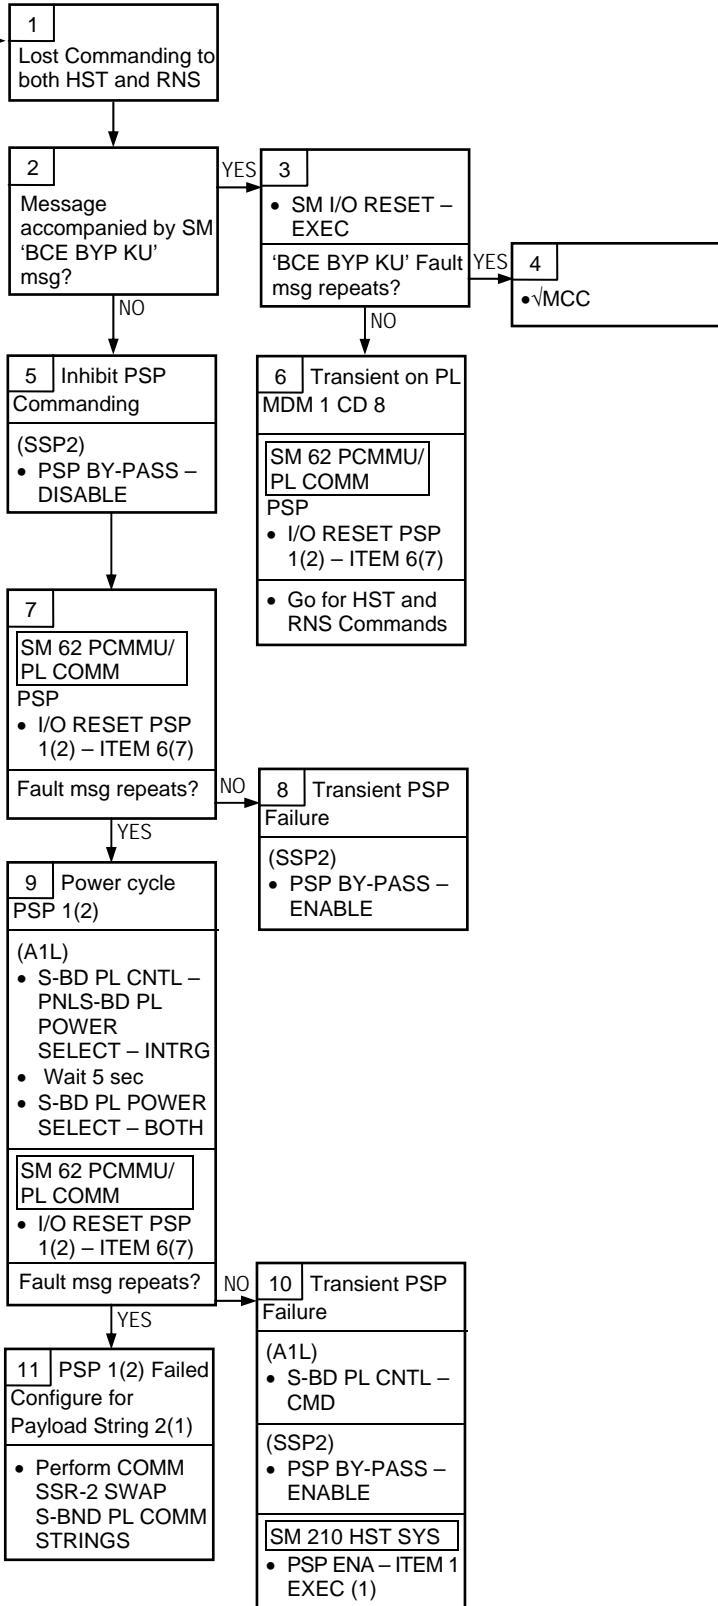 1
Lost Commanding to
both HST and RNS
2
Message
accompanied by SM
‘BCE BYP KU’
msg?
YES
NO
3
• SM I/O RESET –
EXEC
‘BCE BYP KU’ Fault
msg repeats?
YES
NO
4
•√MCC
5 Inhibit PSP
Commanding
(SSP2)
• PSP BY-PASS –
DISABLE
6 Transient on PL
MDM 1 CD 8
SM 62 PCMMU/
PL COMM
PSP
• I/O RESET PSP
1(2) – ITEM 6(7)
• Go for HST and
RNS Commands
7
SM 62 PCMMU/
PL COMM
PSP
• I/O RESET PSP
1(2) – ITEM 6(7)
Fault msg repeats?
NO
YES
8 Transient PSP
Failure
(SSP2)
• PSP BY-PASS –
ENABLE
9 Power cycle
PSP 1(2)
(A1L)
• S-BD PL CNTL –
PNLS-BD PL
POWER
SELECT – INTRG
• Wait 5 sec
• S-BD PL POWER
SELECT – BOTH
SM 62 PCMMU/
PL COMM
• I/O RESET PSP
1(2) – ITEM 6(7)
Fault msg repeats?
NO
YES
10 Transient PSP
Failure
(A1L)
• S-BD PL CNTL –
CMD
(SSP2)
• PSP BY-PASS –
ENABLE
SM 210 HST SYS
• PSP ENA – ITEM 1
EXEC (1)
11 PSP 1(2) Failed
Configure for
Payload String 2(1)
• Perform COMM
SSR-2 SWAP
S-BND PL COMM
STRINGS